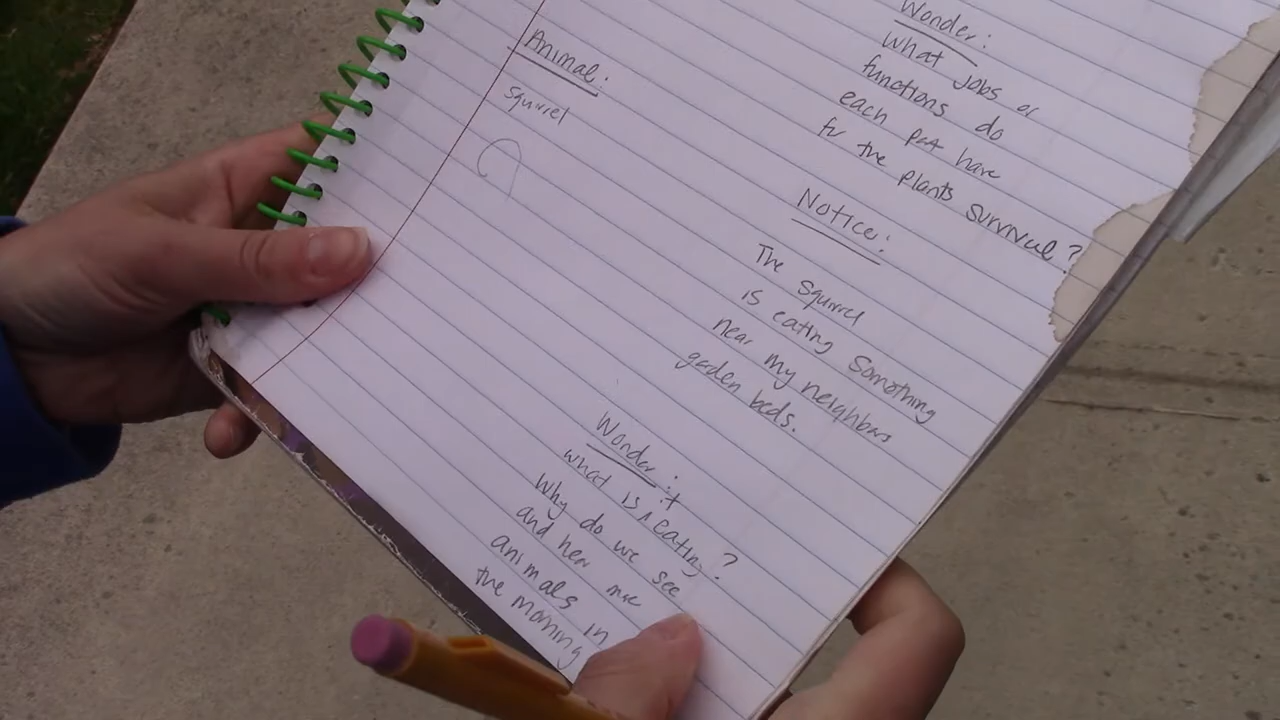 Wonder:
What jobs or
functions do
each part have
for the plants survival?
Animal:
Squirrel
Notice:
The squirrel
is eating something
near my neighbors
garden beds.
Wonder:
what is it eating?
Why do we see
and hear more
animals in
the morning